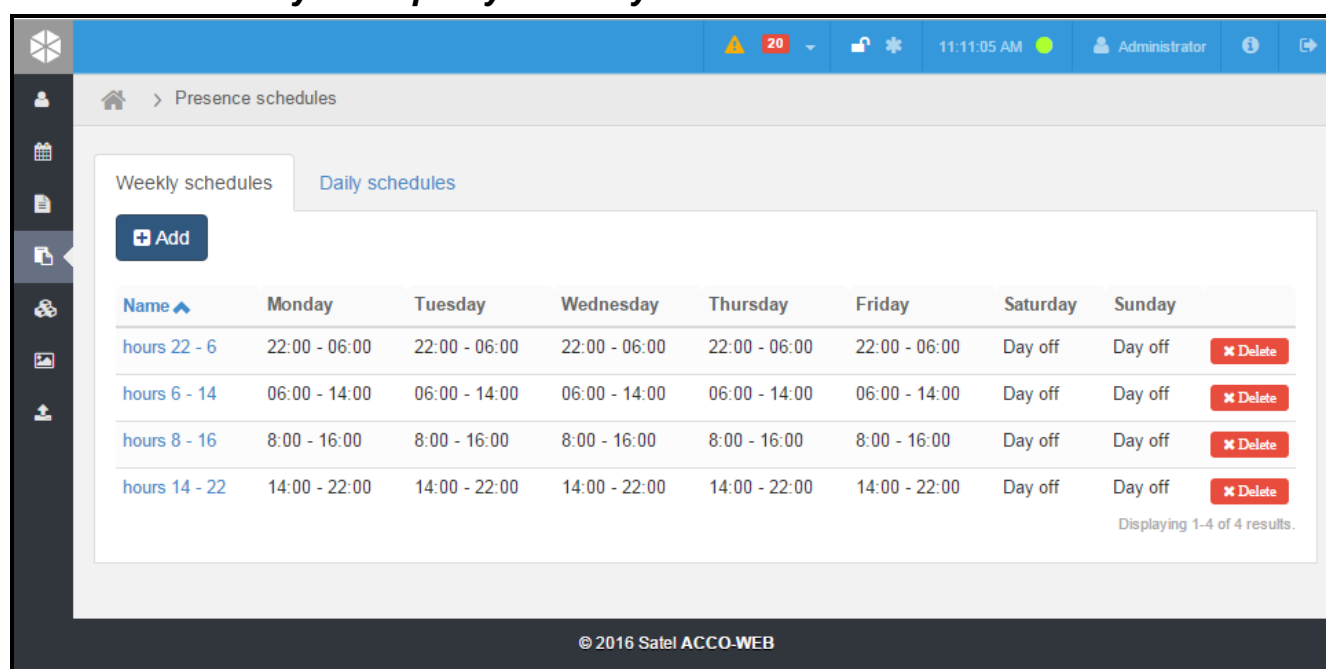 20 11:11:05 AM Administrator
Presence schedules
Weekly schedules Daily schedules
Add
Name Monday Tuesday Wednesday Thursday Friday Saturday Sunday
hours 22 - 6 22:00 - 06:00 22:00 - 06:00 22:00 - 06:00 22:00 - 06:00 22:00 - 06:00 Day off Day off Delete
hours 6 - 14 06:00 - 14:00 06:00 - 14:00 06:00 - 14:00 06:00 - 14:00 06:00 - 14:00 Day off Day off Delete
hours 8 - 16 8:00 - 16:00 8:00 - 16:00 8:00 - 16:00 8:00 - 16:00 8:00 - 16:00 Day off Day off Delete
hours 14 - 22 14:00 - 22:00 14:00 - 22:00 14:00 - 22:00 14:00 - 22:00 14:00 - 22:00 Day off Day off Delete
Displaying 1-4 of 4 results.
© 2016 Satel ACCO-WEB